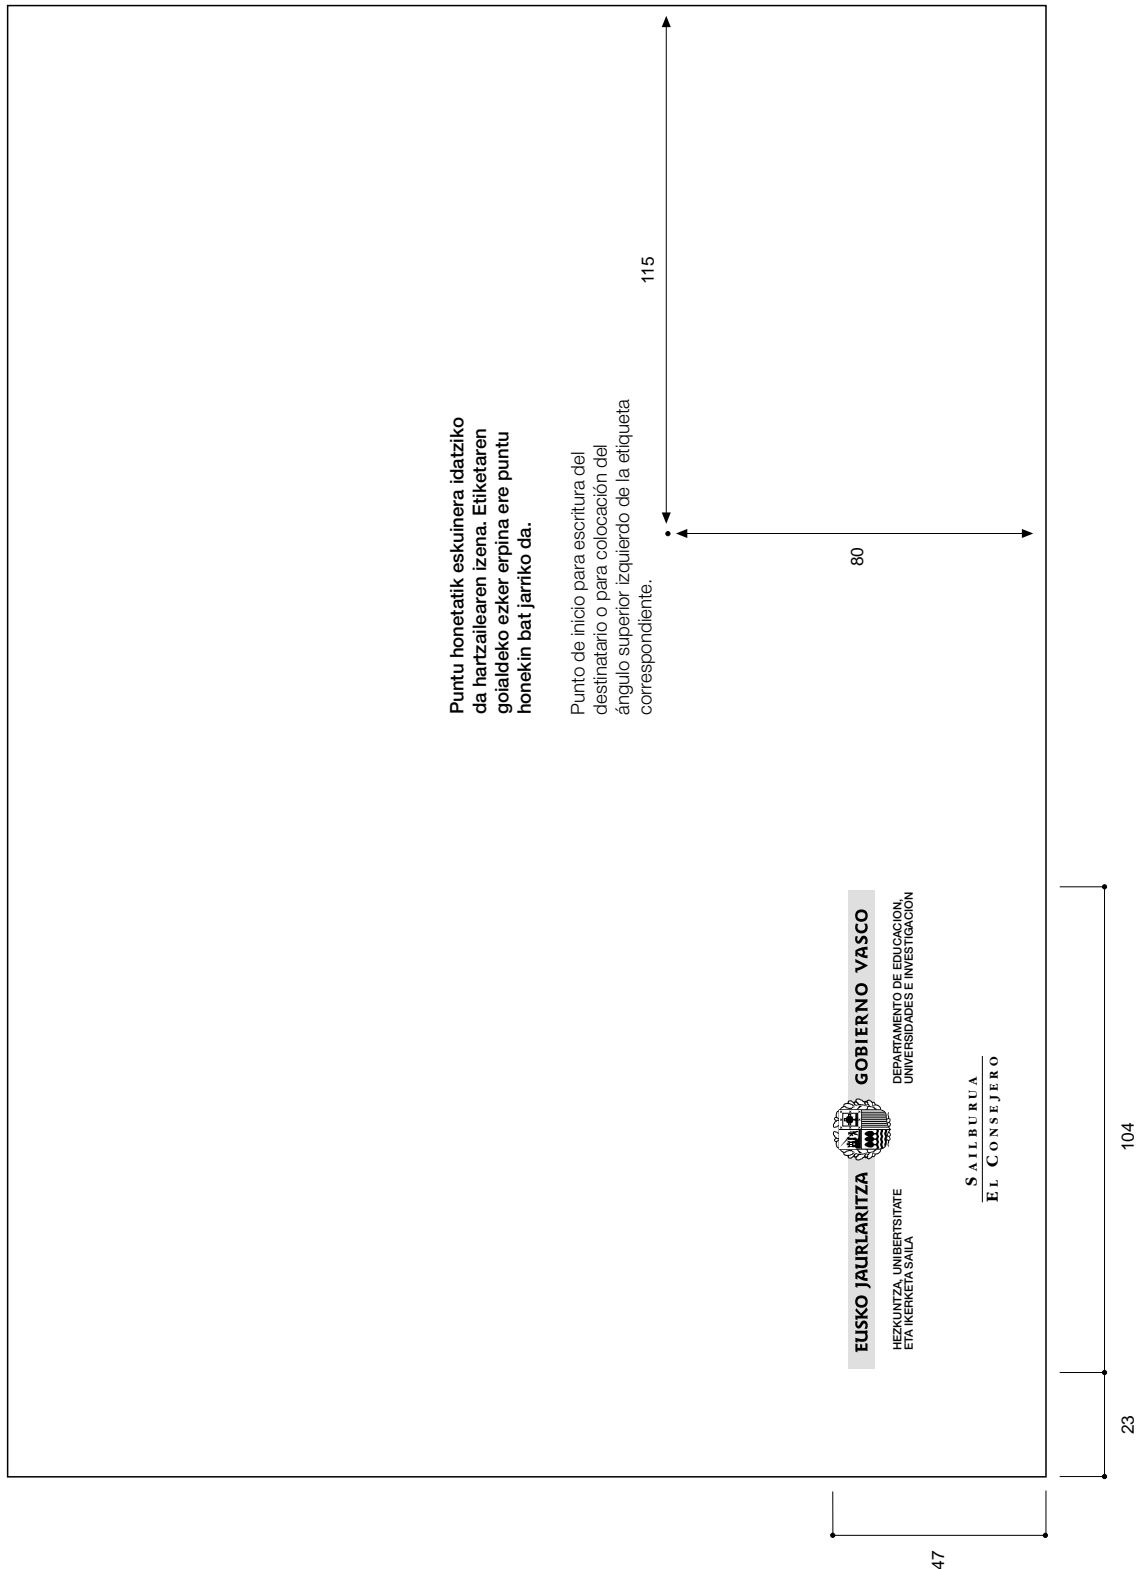 Puntu honetatik eskuinera idatziko
da hartzailearen izena. Etiketaren
goialdeko ezker erpina ere puntu
honekin bat jarriko da.
Punto de inicio para escritura del
destinatario o para colocación del
ángulo superior izquierdo de la etiqueta
correspondiente.
115
80
EUSKO JAURLARITZA GOBIERNO VASCO
HEZKUNTZA, UNIBERTSITATE
ETA IKERKETA SAILA
DEPARTAMENTO DE EDUCACION,
UNIVERSIDADES E INVESTIGACION
47
SAILBURUA
EL CONSEJERO
23
104